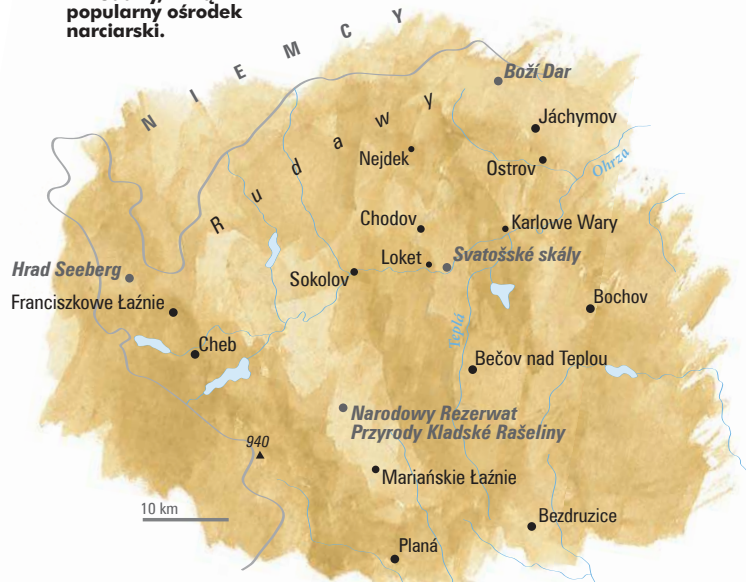 popularny ośrodek
narciarski.
NIEMCY
Boží Dar
Rudawy
Jáchymov
Nejdek
Ostrov
Ohrza
Chodov
Karlowe Wary
Hrad Seeberg
Sokolov
Loket
Svatošské skály
Franciszkowe Łaźnie
Bochov
Cheb
Teplá
Bečov nad Teplou
Narodowy Rezerwat
Przyrody Kladské Rašeliny
940
Mariańskie Łaźnie
10 km
Bezdruzice
Planá